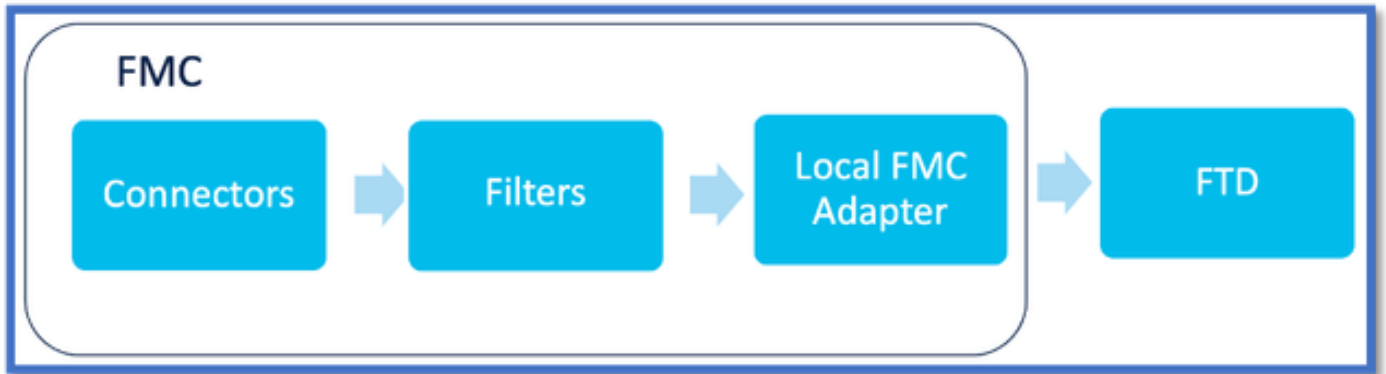 FMC
Connectors
Filters
Local FMC
Adapter
FTD